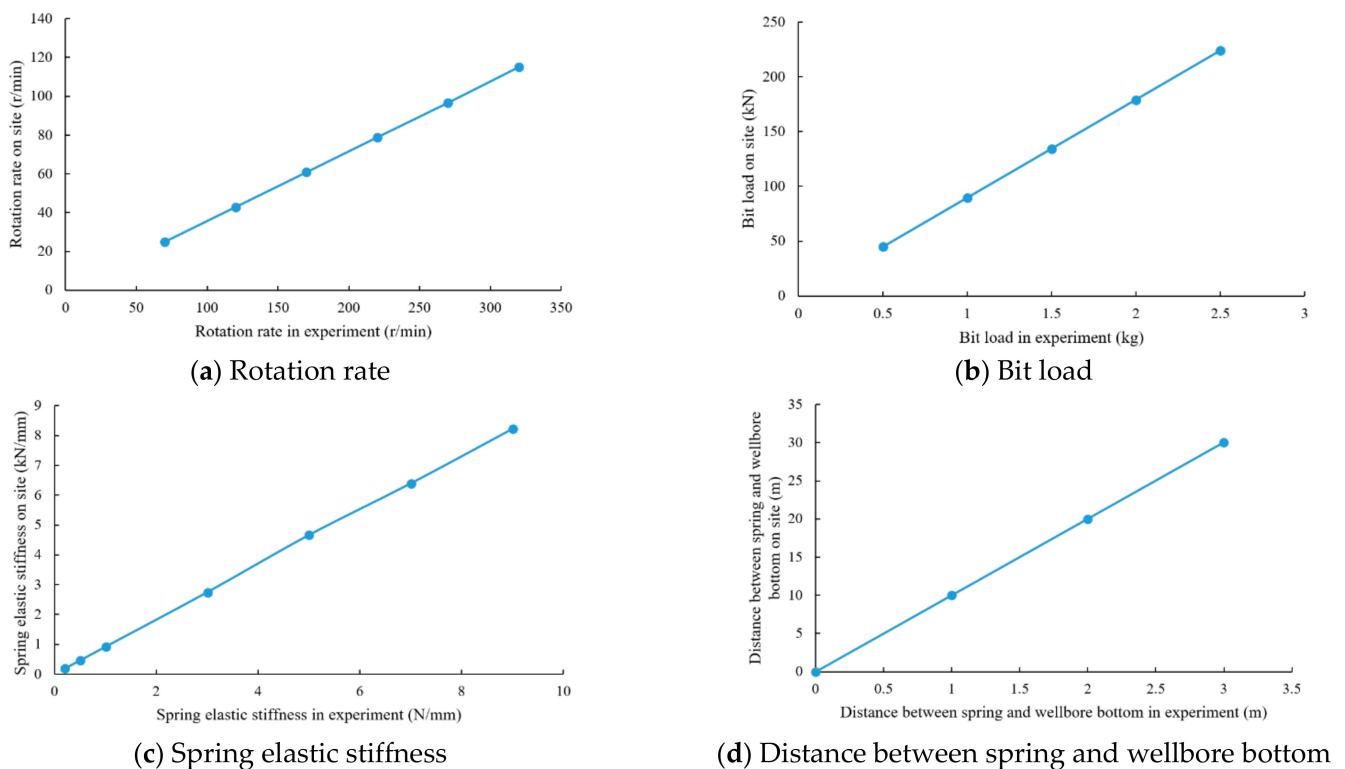 140
120
100
80
60
40
20
0
Rotation rate on site (r/min)
0 50 100 150 200 250 300 350
Rotation rate in experiment (r/min)
(a) Rotation rate
250
200
150
100
50
0
Bit load on site (kN)
0 0.5 1 1.5 2 2.5 3
Bit load in experiment (kg)
(b) Bit load
9
8
7
6
5
4
3
2
1
0
Spring elastic stiffness on site (kN/mm)
0 2 4 6 8 10
Spring elastic stiffness in experiment (N/mm)
(c) Spring elastic stiffness
35
30
25
20
15
10
5
0
Distance between spring and wellbore
bottom on site (m)
0 0.5 1 1.5 2 2.5 3 3.5
Distance between spring and wellbore bottom in experiment (m)
(d) Distance between spring and wellbore bottom